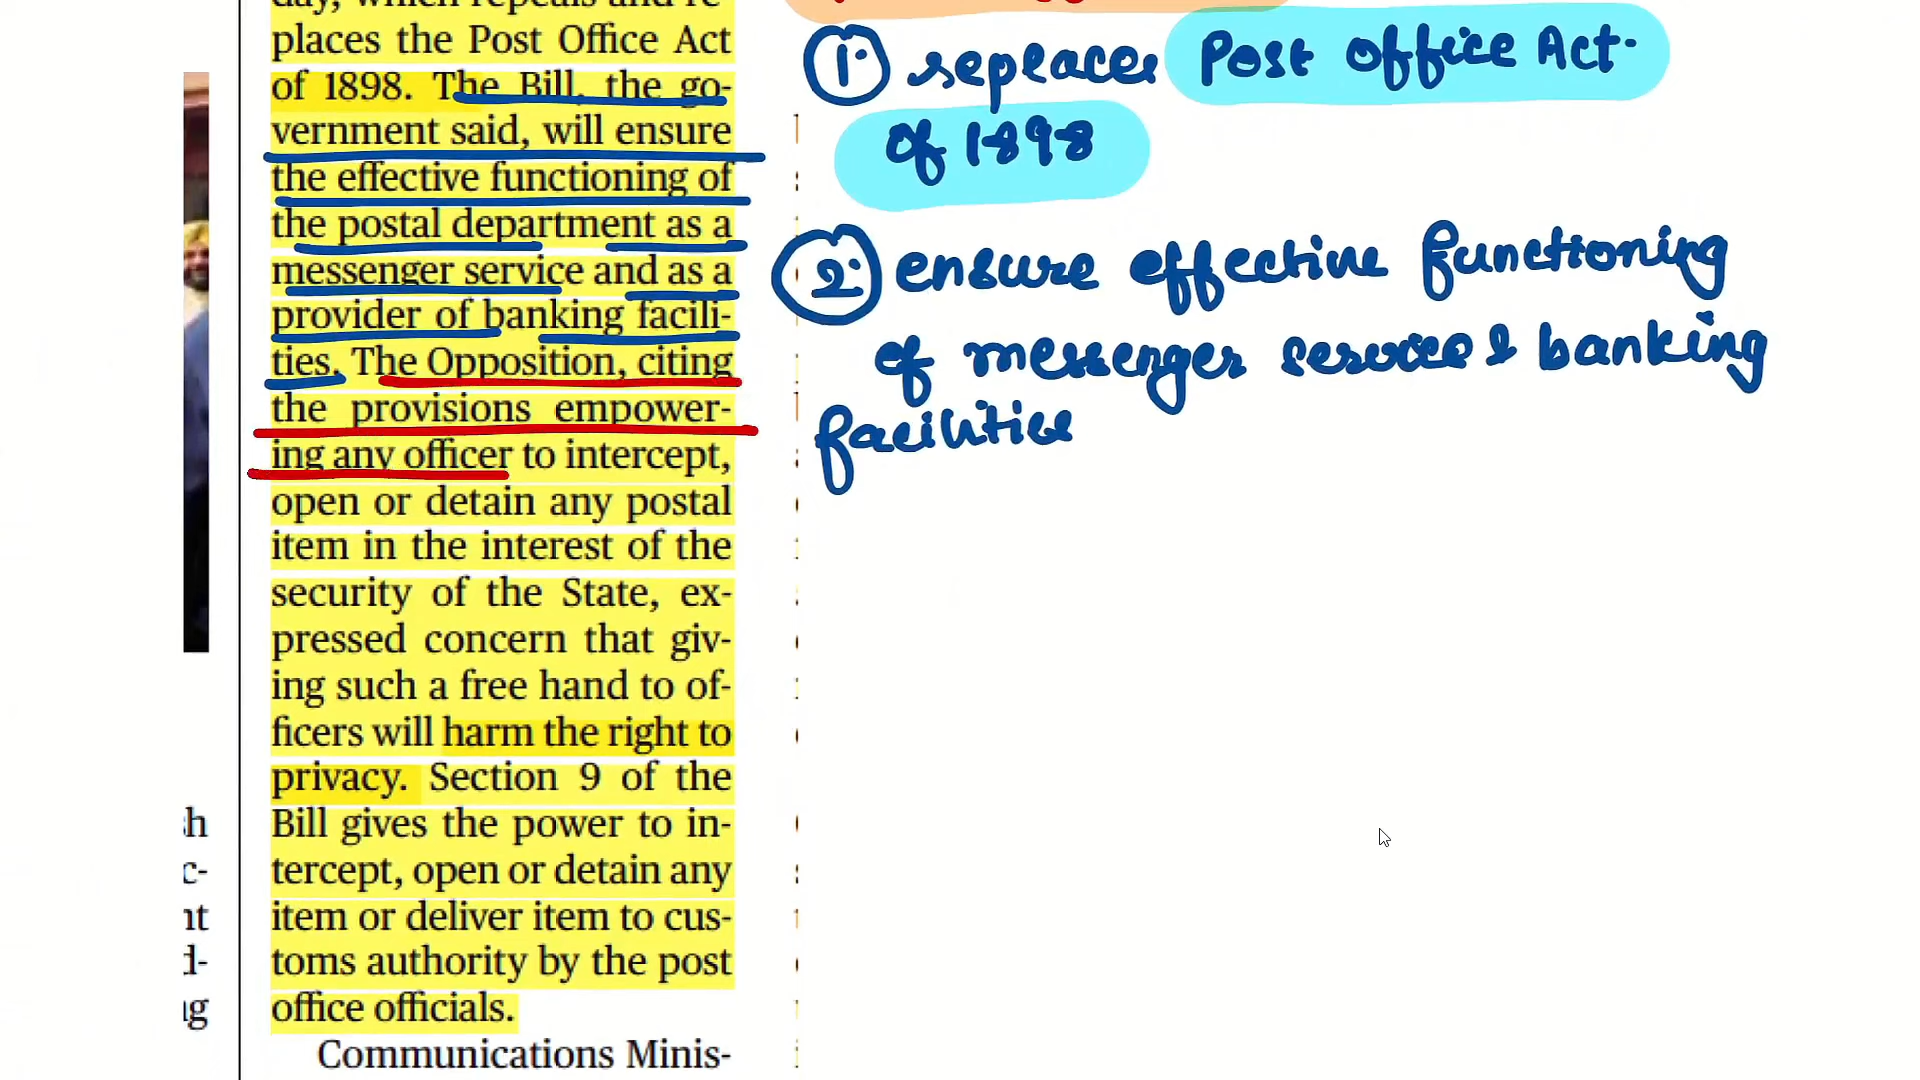 day, which repeals and re-
places the Post Office Act
of 1898. The Bill, the go-
vernment said, will ensure
the effective functioning of
the postal department as a
messenger service and as a
provider of banking facili-
ties. The Opposition, citing
the provisions empower-
ing any officer to intercept,
open or detain any postal
item in the interest of the
security of the State, ex-
pressed concern that giv-
ing such a free hand to of-
ficers will harm the right to
privacy. Section 9 of the
Bill gives the power to in-
tercept, open or detain any
item or deliver item to cus-
toms authority by the post
office officials.
Communications Minis-
1. replaces Post Office Act.
of 1898
2. ensure effective functioning
of messenger services & banking
facilities